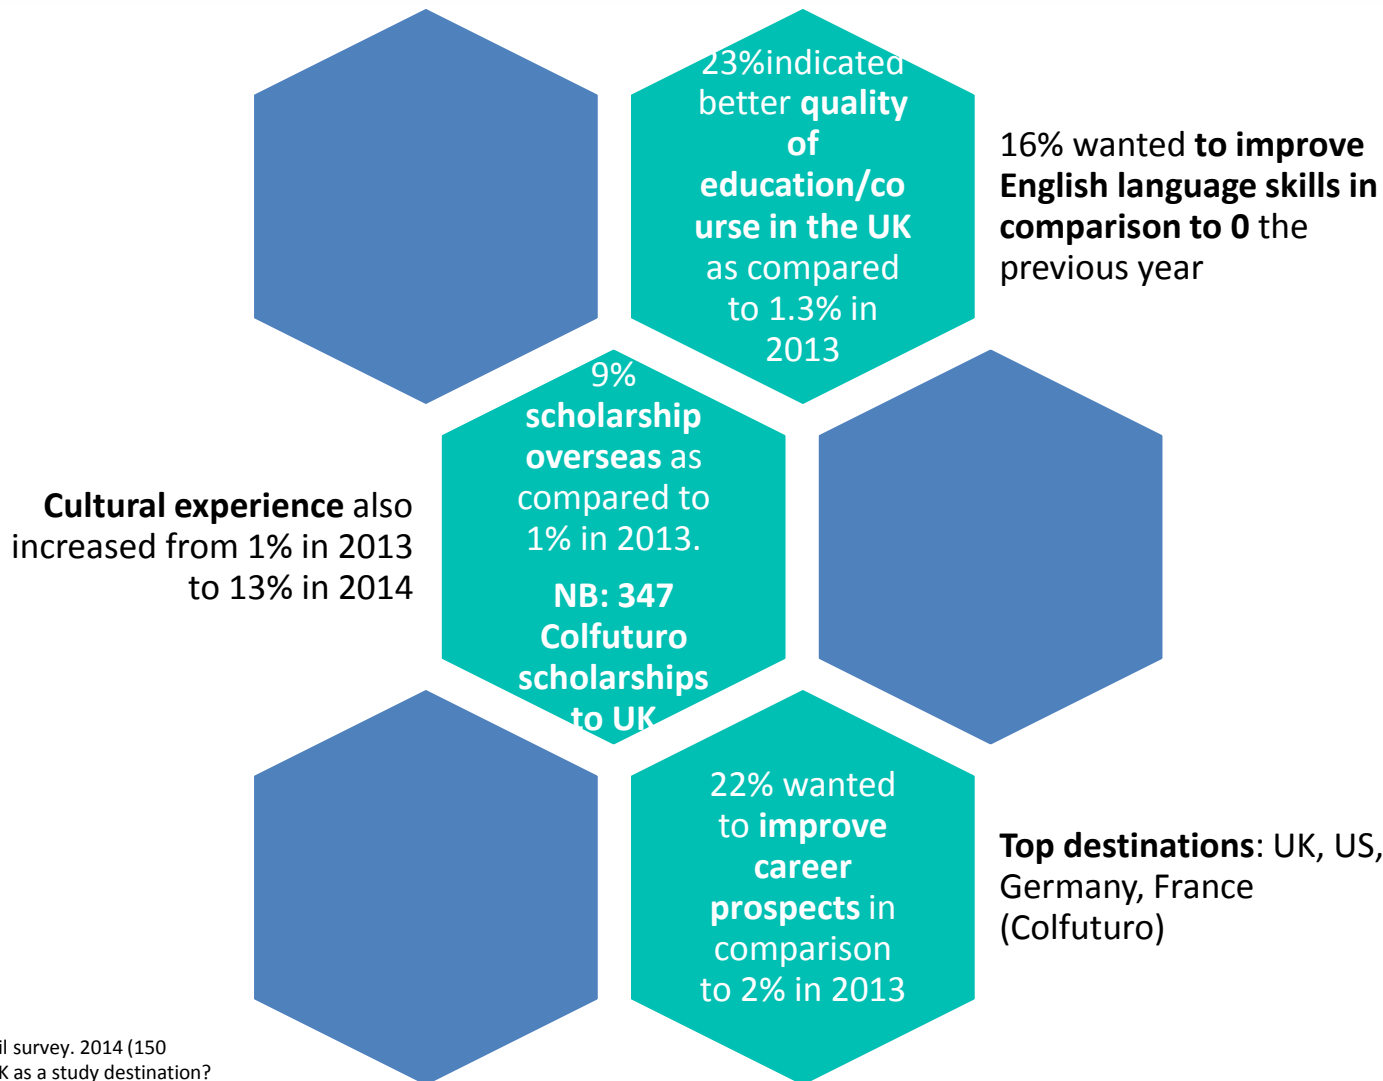 23%indicated
better quality
of
education/co
urse in the UK
as compared
to 1.3% in
2013
16% wanted to improve
English language skills in
comparison to 0 the
previous year
9%
scholarship
overseas as
compared to
1% in 2013.
NB: 347
Colfuturo
scholarships
to UK
Cultural experience also
increased from 1% in 2013
to 13% in 2014
22% wanted
to improve
career
prospects in
comparison
to 2% in 2013
Top destinations: UK, US,
Germany, France
(Colfuturo)
survey. 2014 (150
as a study destination?